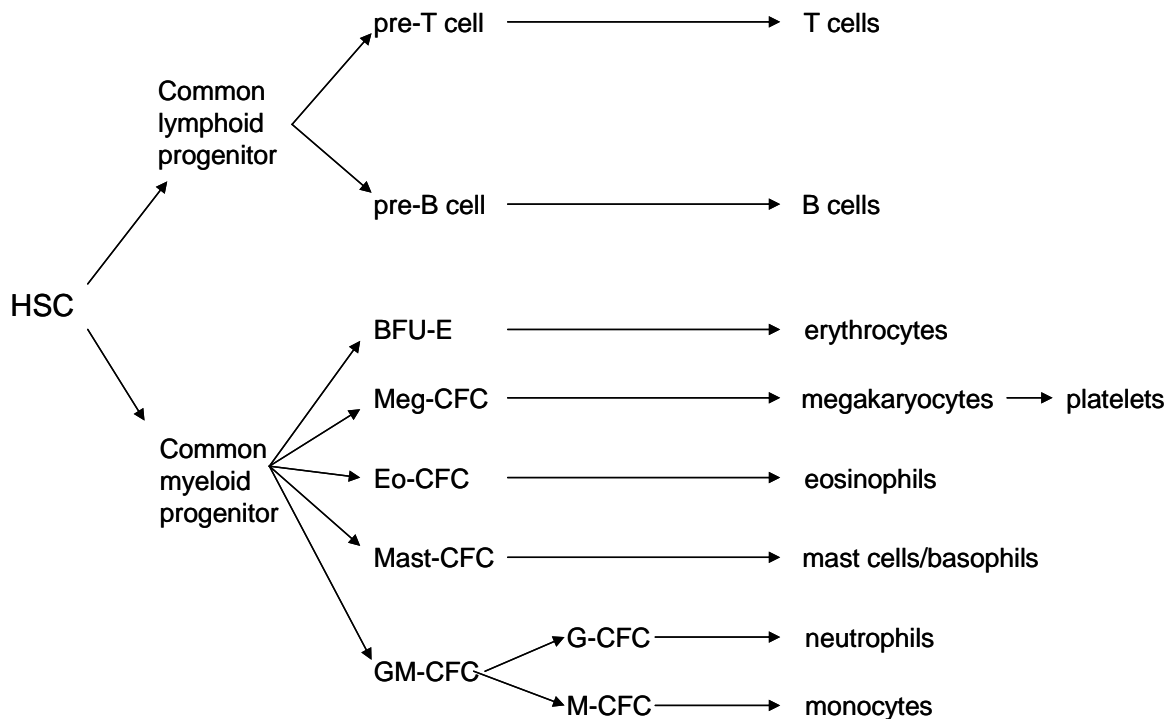 pre-T cell
T cells
Common
lymphoid
progenitor
pre-B cell
B cells
HSC
BFU-E
erythrocytes
Meg-CFC
megakaryocytes
platelets
Common
myeloid
progenitor
Eo-CFC
eosinophils
Mast-CFC
mast cells/basophils
GM-CFC
G-CFC
neutrophils
M-CFC
monocytes